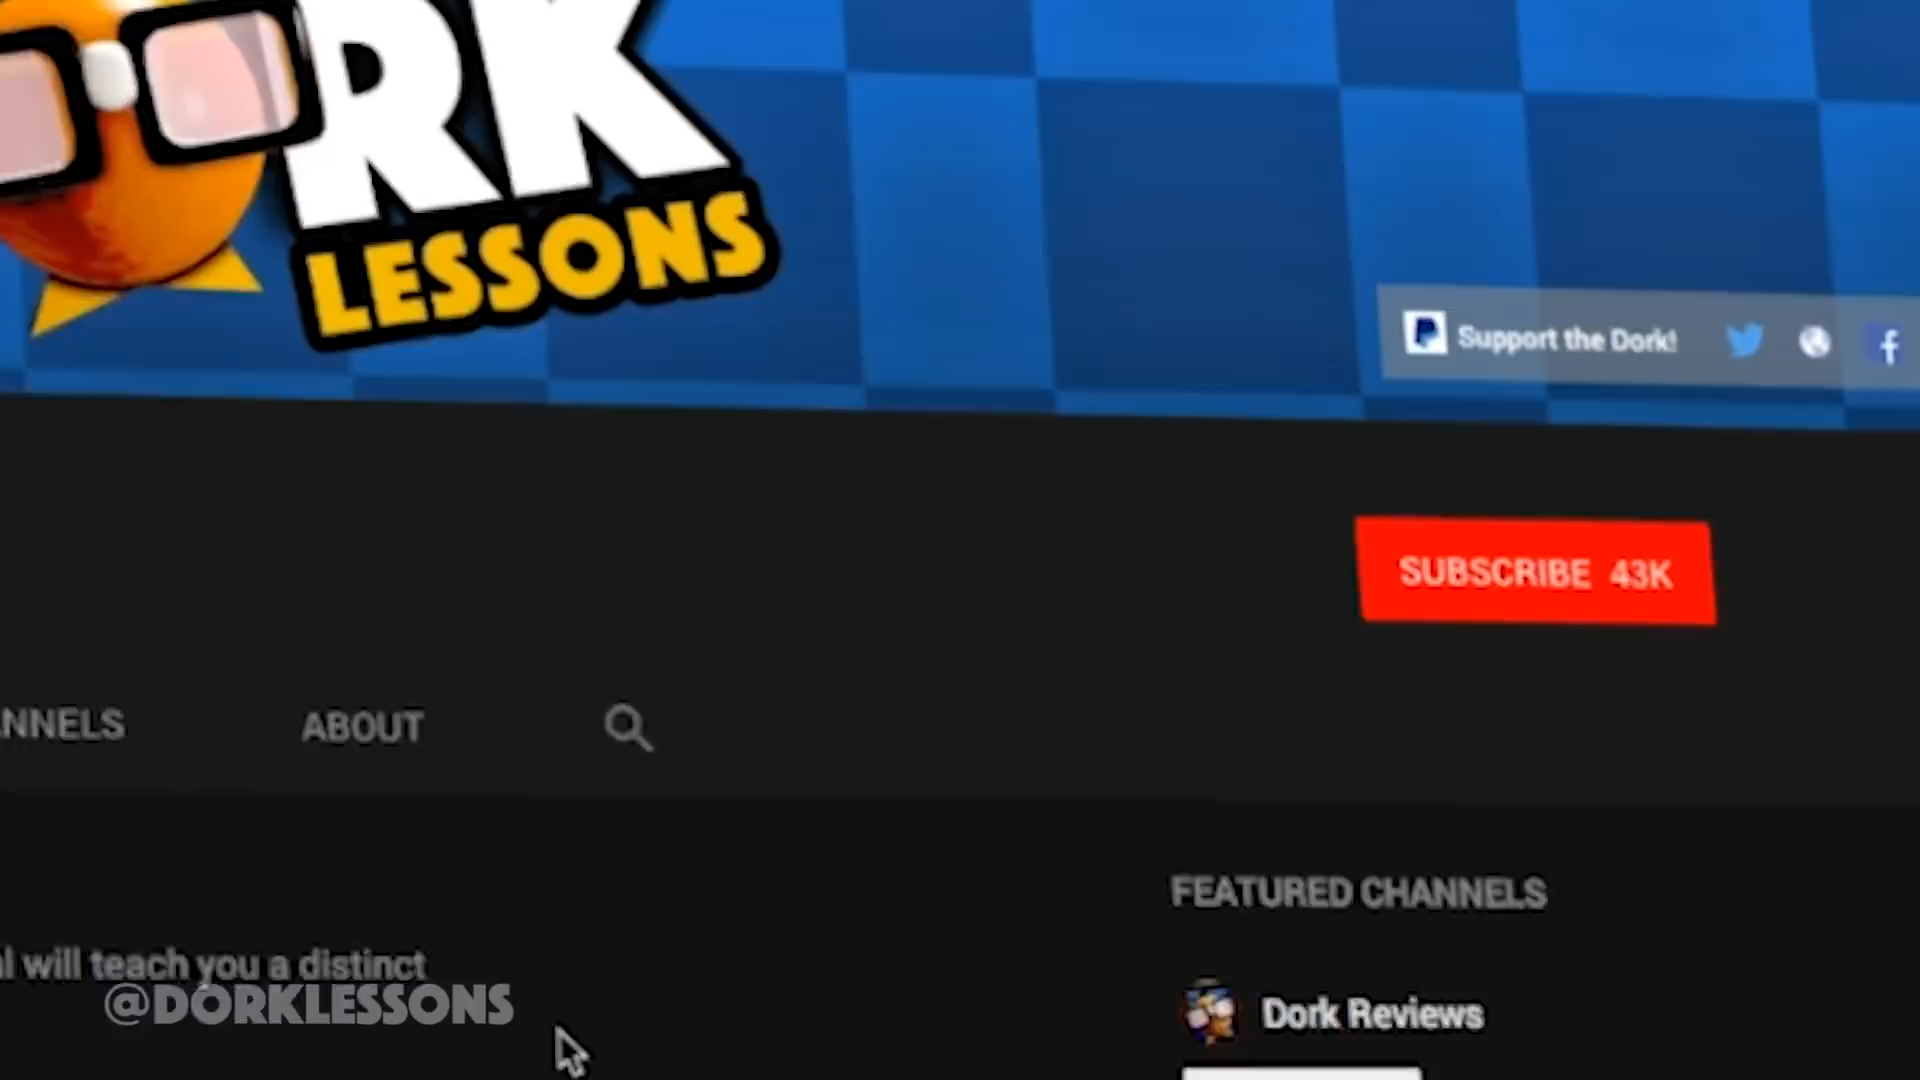 RK
LESSONS
Support the Dork!
SUBSCRIBE 43K
NNELS
ABOUT
FEATURED CHANNELS
will teach you a distinct
@DORKLESSONS
Dork Reviews